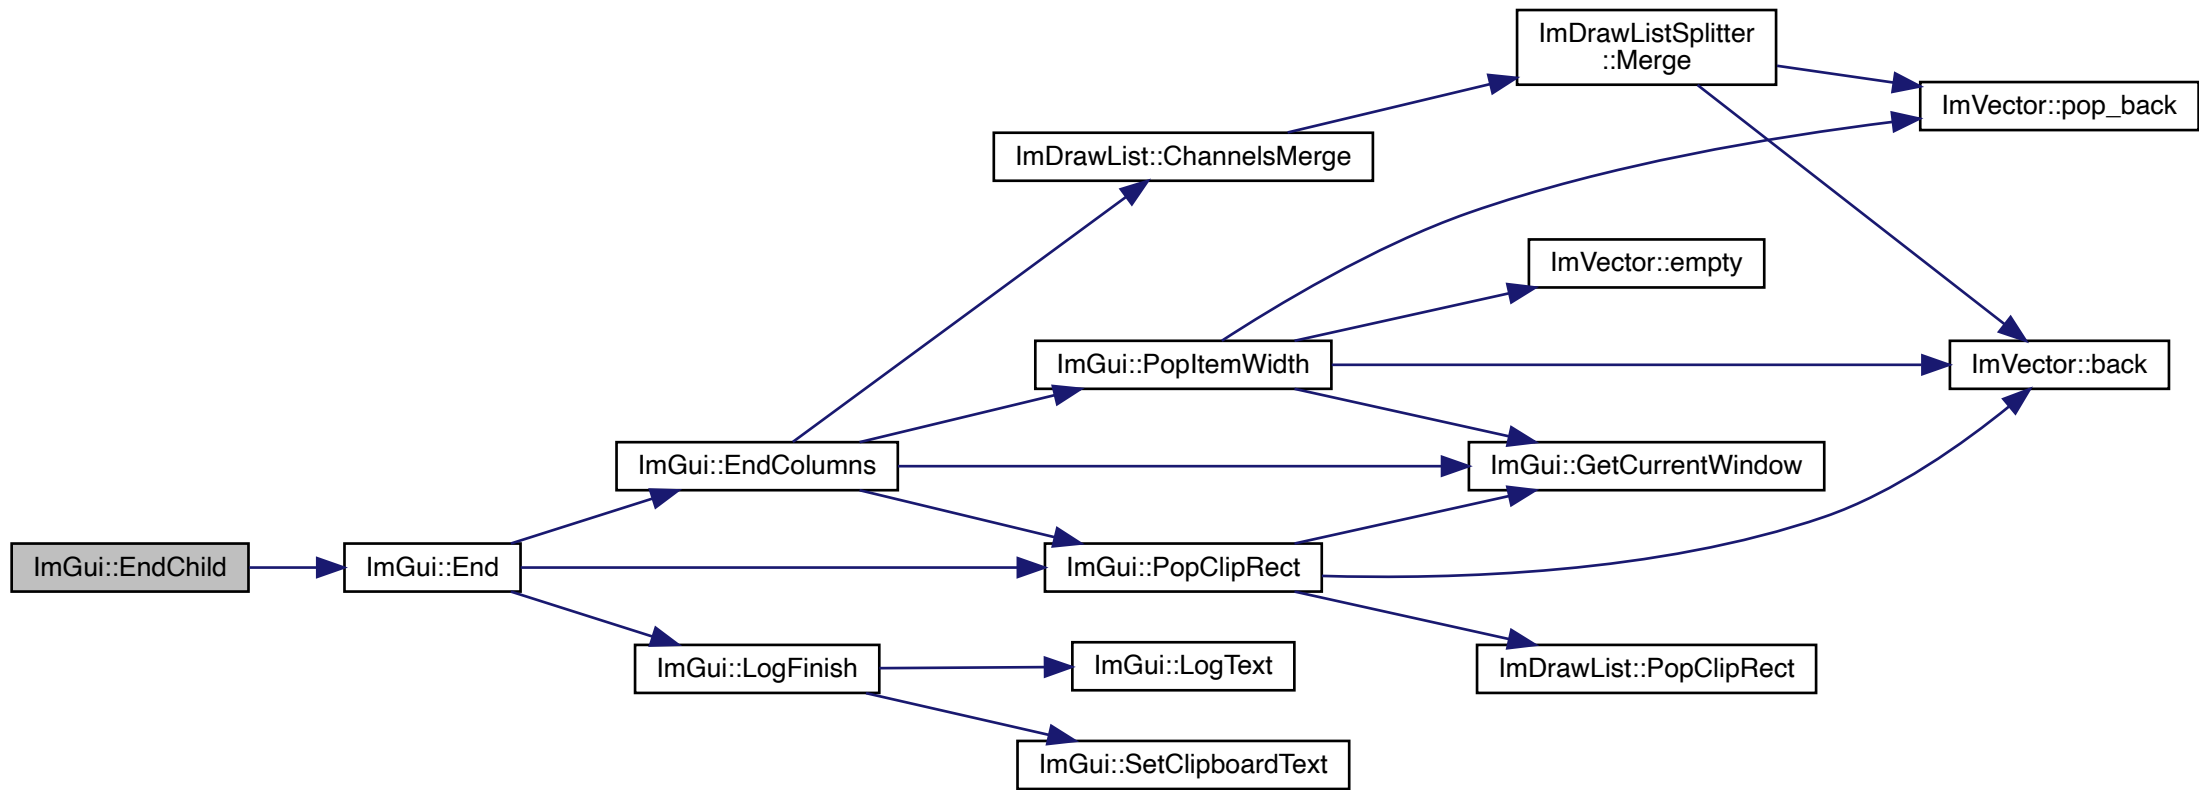 ImDrawListSplitter
::Merge
ImVector::pop_back
ImDrawList::ChannelsMerge
ImVector::empty
ImGui::PopItemWidth
ImVector::back
ImGui::EndColumns
ImGui::GetCurrentWindow
ImGui::EndChild
ImGui::End
ImGui::PopClipRect
ImGui::LogFinish
ImGui::LogText
ImDrawList::PopClipRect
ImGui::SetClipboardText